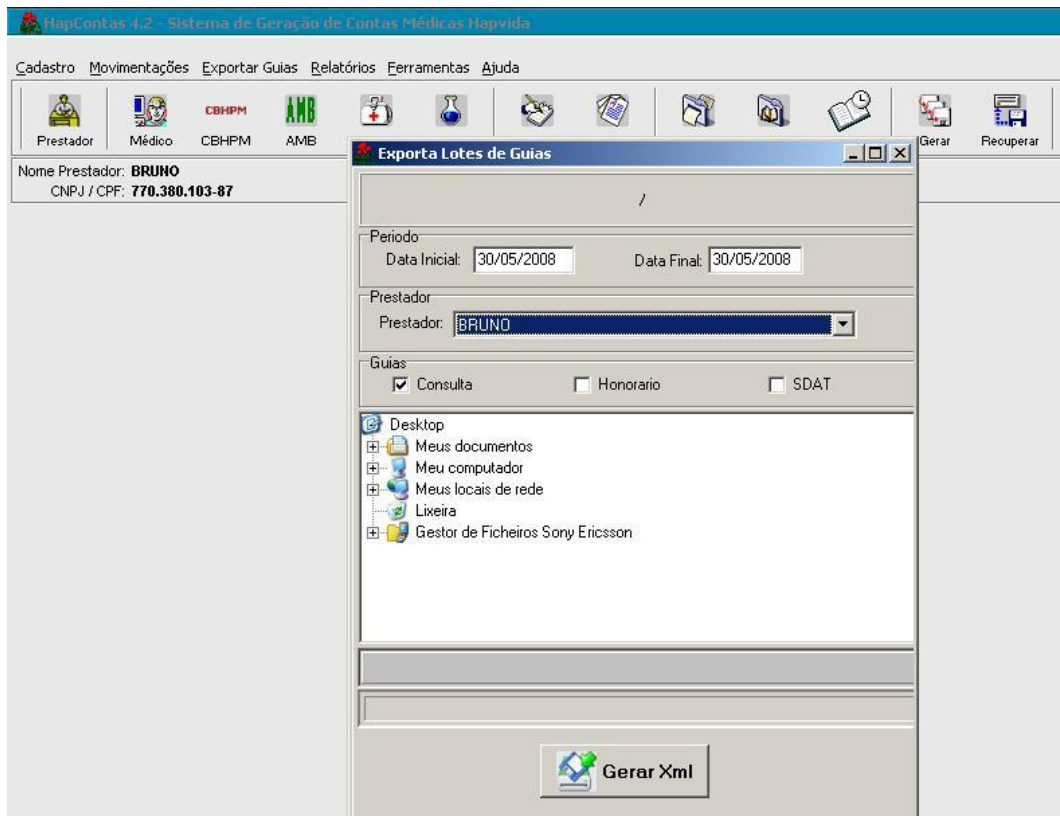 HapContas 4.2 - Sistema de Geração de Contas Médicas Hapvida
Cadastro Movimentações Exportar Guias Relatórios Ferramentas Ajuda
CBHPM AMB
Prestador Médico CBHPM AMB Gerar Recuperar
Nome Prestador: BRUNO
CNPJ / CPF: 770.380.103-87
Exporta Lotes de Guias
/
Periodo
Data Inicial: 30/05/2008 Data Final: 30/05/2008
Prestador
Prestador: BRUNO
Guias
Consulta Honorario SDAT
Desktop
Meus documentos
Meu computador
Meus locais de rede
Lixeira
Gestor de Ficheiros Sony Ericsson
Gerar Xml